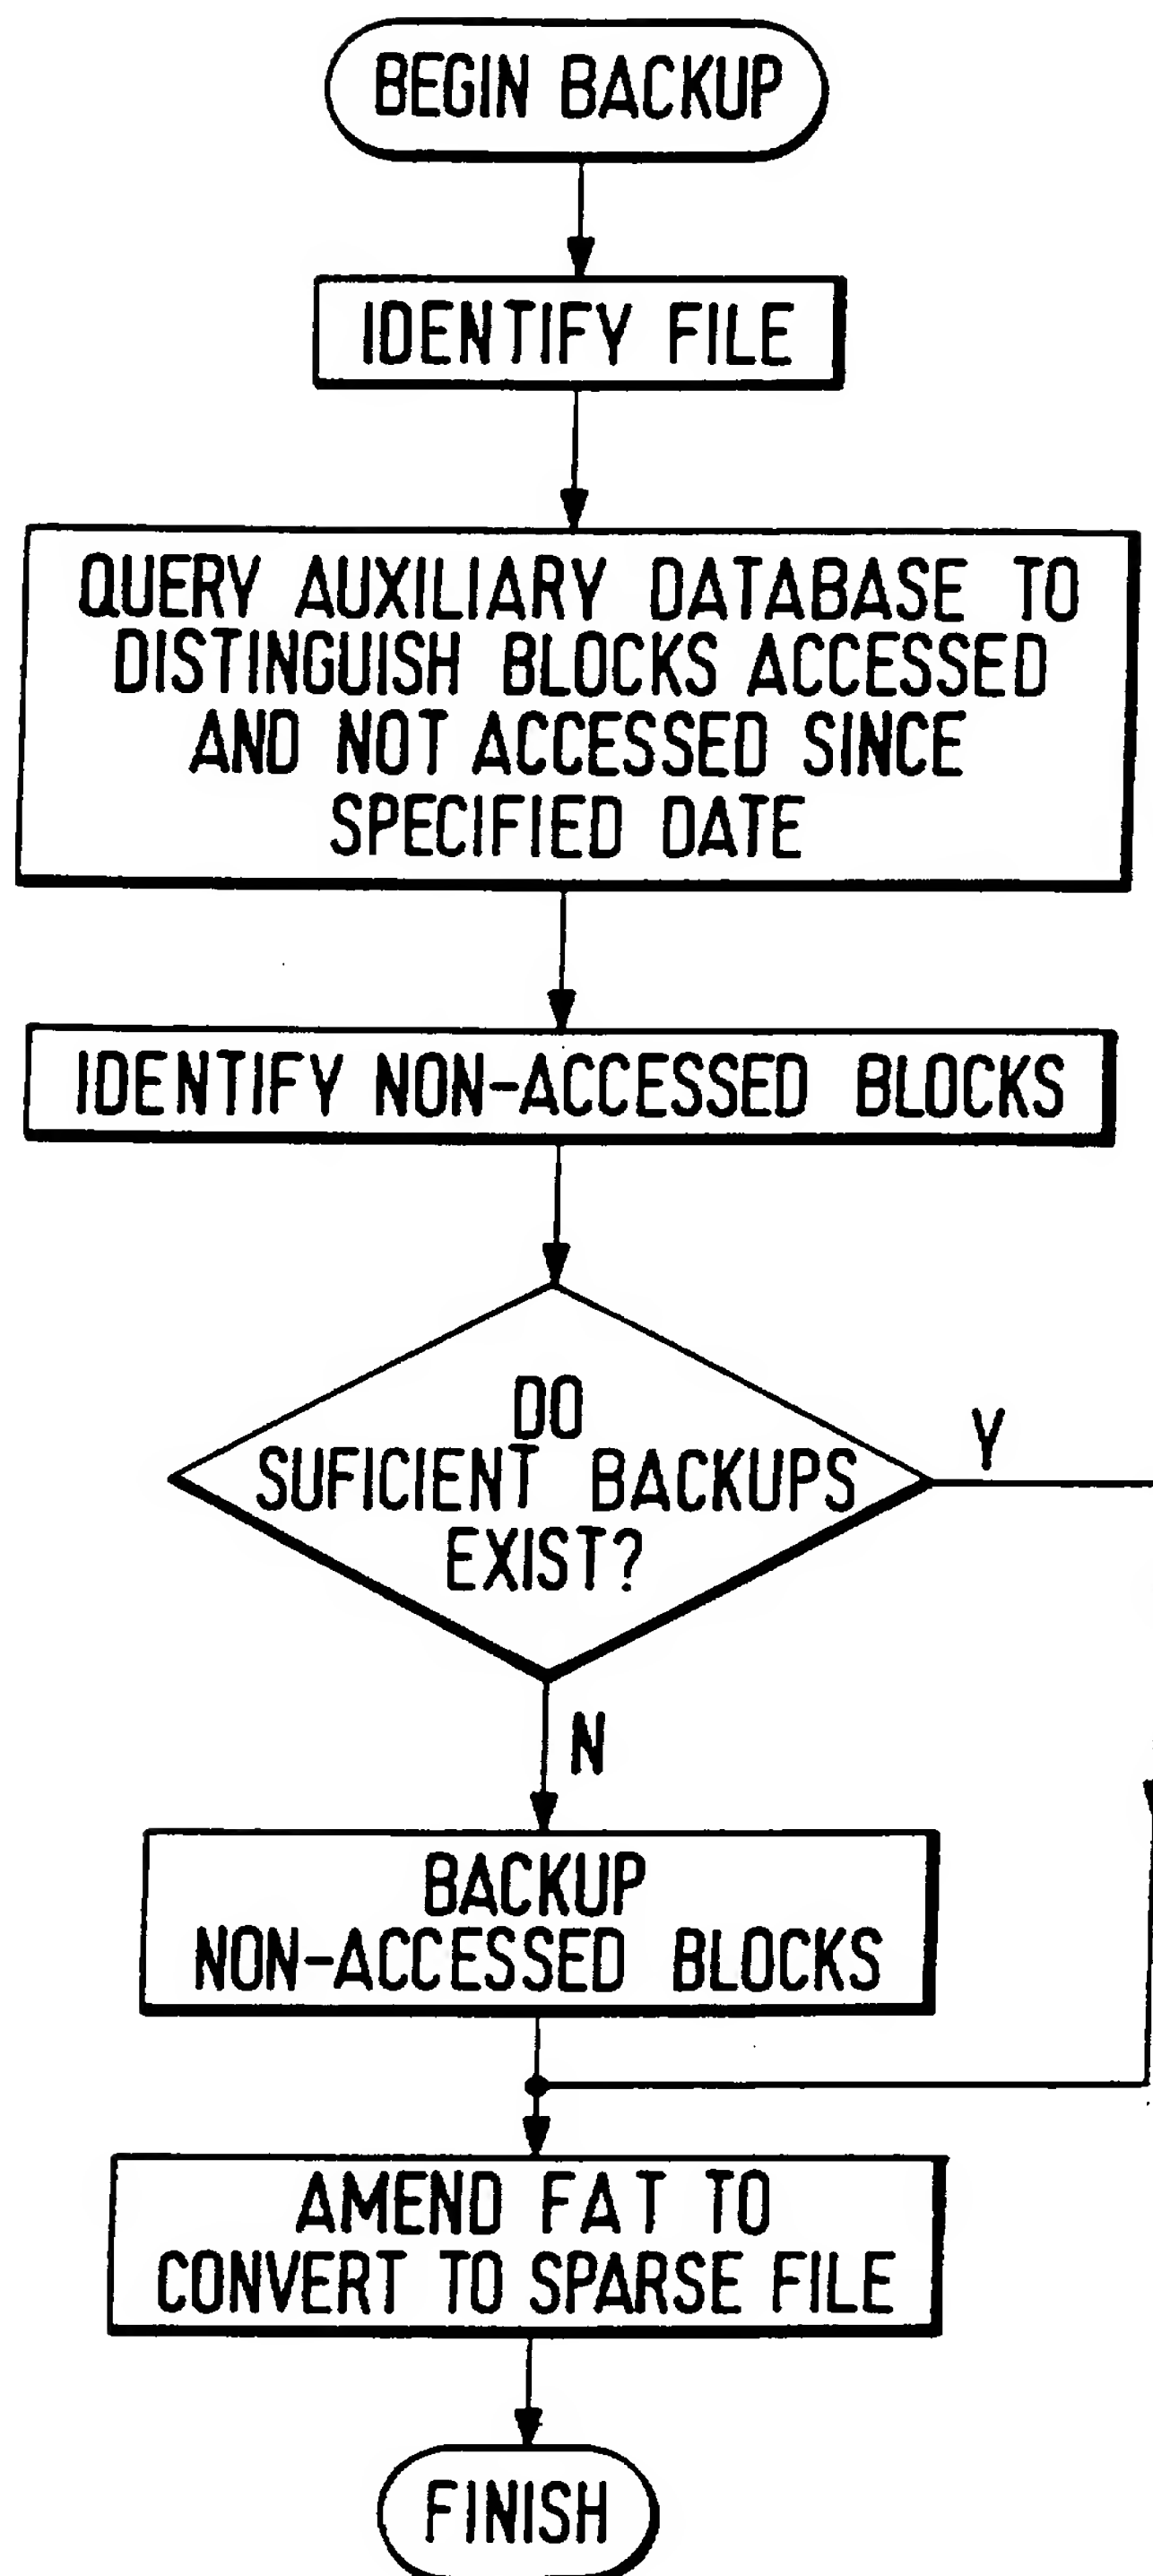 BEGIN BACKUP
IDENTIFY FILE
QUERY AUXILIARY DATABASE TO
DISTINGUISH BLOCKS ACCESSED
AND NOT ACCESSED SINCE
SPECIFIED DATE
IDENTIFY NON-ACCESSED BLOCKS
DO
SUFICIENT BACKUPS
EXIST?
Y
N
BACKUP
NON-ACCESSED BLOCKS
AMEND FAT TO
CONVERT TO SPARSE FILE
FINISH